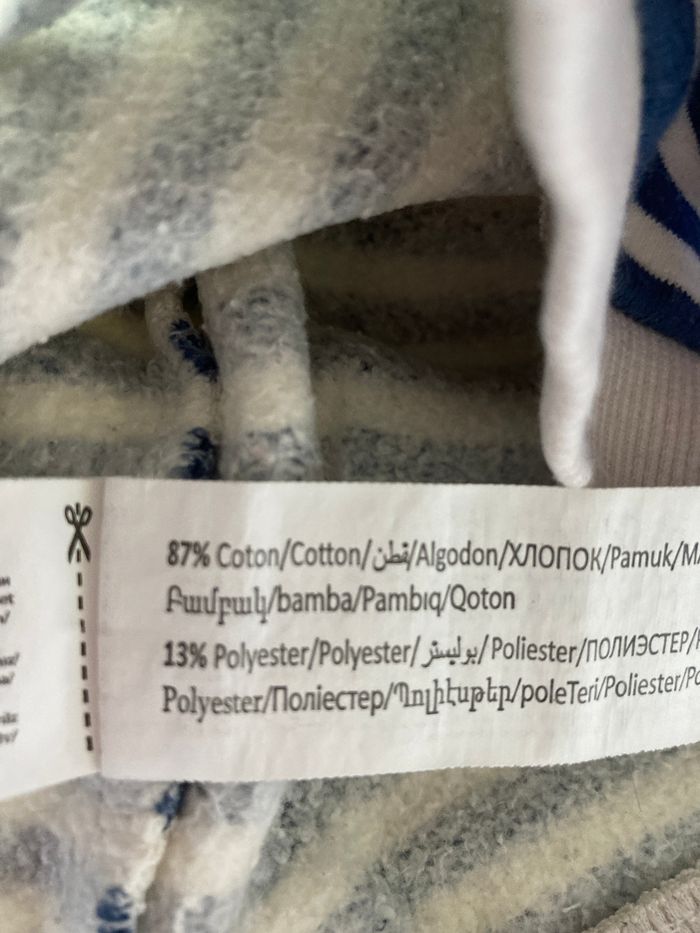 87% Coton/Cotton/قطن/Algodon/ХЛОПОК/Pamuk/
Բամբակ/bamba/Pambıq/Qoton
13% Polyester/Polyester/بوليستر/Poliester/ПОЛИЭСТЕР/
Polyester/Поліестер/Պոլիէսթեր/poleTeri/Poliester/